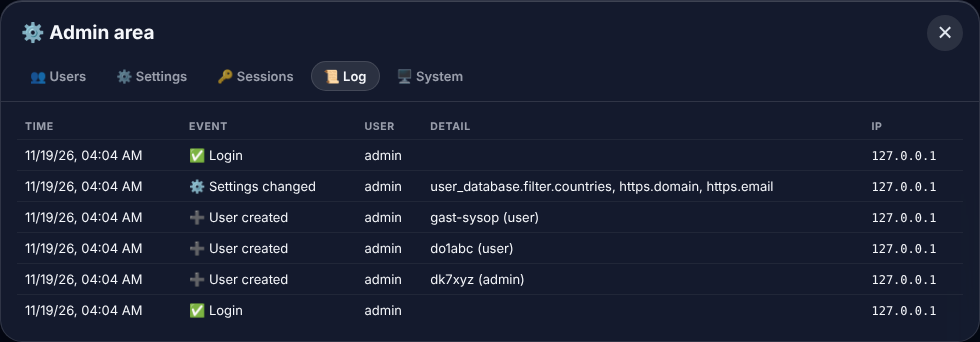 ⚙️ Admin area
✕
👥 Users ⚙️ Settings 🔑 Sessions 📜 Log 🖥️ System
TIME EVENT USER DETAIL IP
11/19/26, 04:04 AM ✅ Login admin 127.0.0.1
11/19/26, 04:04 AM ⚙️ Settings changed admin user_database.filter.countries, https.domain, https.email 127.0.0.1
11/19/26, 04:04 AM ➕ User created admin gast-sysop (user) 127.0.0.1
11/19/26, 04:04 AM ➕ User created admin do1abc (user) 127.0.0.1
11/19/26, 04:04 AM ➕ User created admin dk7xyz (admin) 127.0.0.1
11/19/26, 04:04 AM ✅ Login admin 127.0.0.1